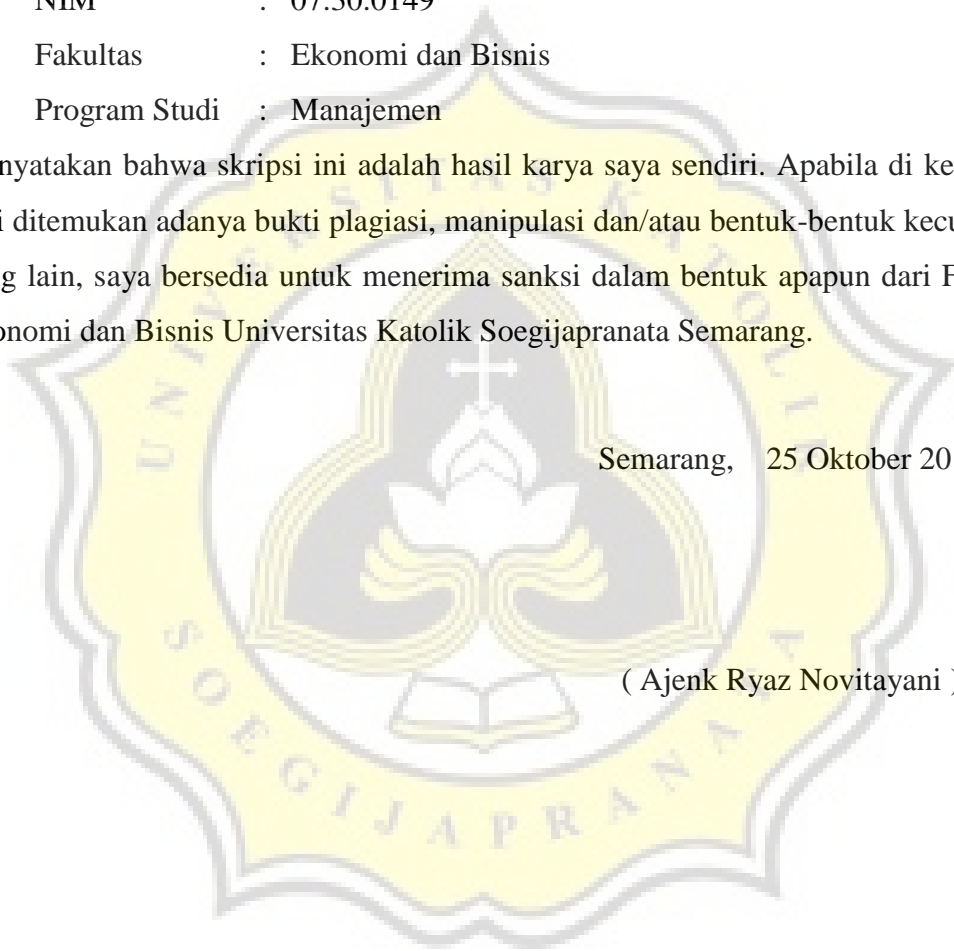 NIM : 07.30.0149
Fakultas : Ekonomi dan Bisnis
Program Studi : Manajemen
nyatakan bahwa skripsi ini adalah hasil karya saya sendiri. Apabila di ke
i ditemukan adanya bukti plagiasi, manipulasi dan/atau bentuk-bentuk kecu
g lain, saya bersedia untuk menerima sanksi dalam bentuk apapun dari F
onomi dan Bisnis Universitas Katolik Soegijapranata Semarang.
Semarang, 25 Oktober 20
( Ajenk Ryaz Novitayani )
UNIVERSITAS KATOLIK
SOEGIJAPRANATA